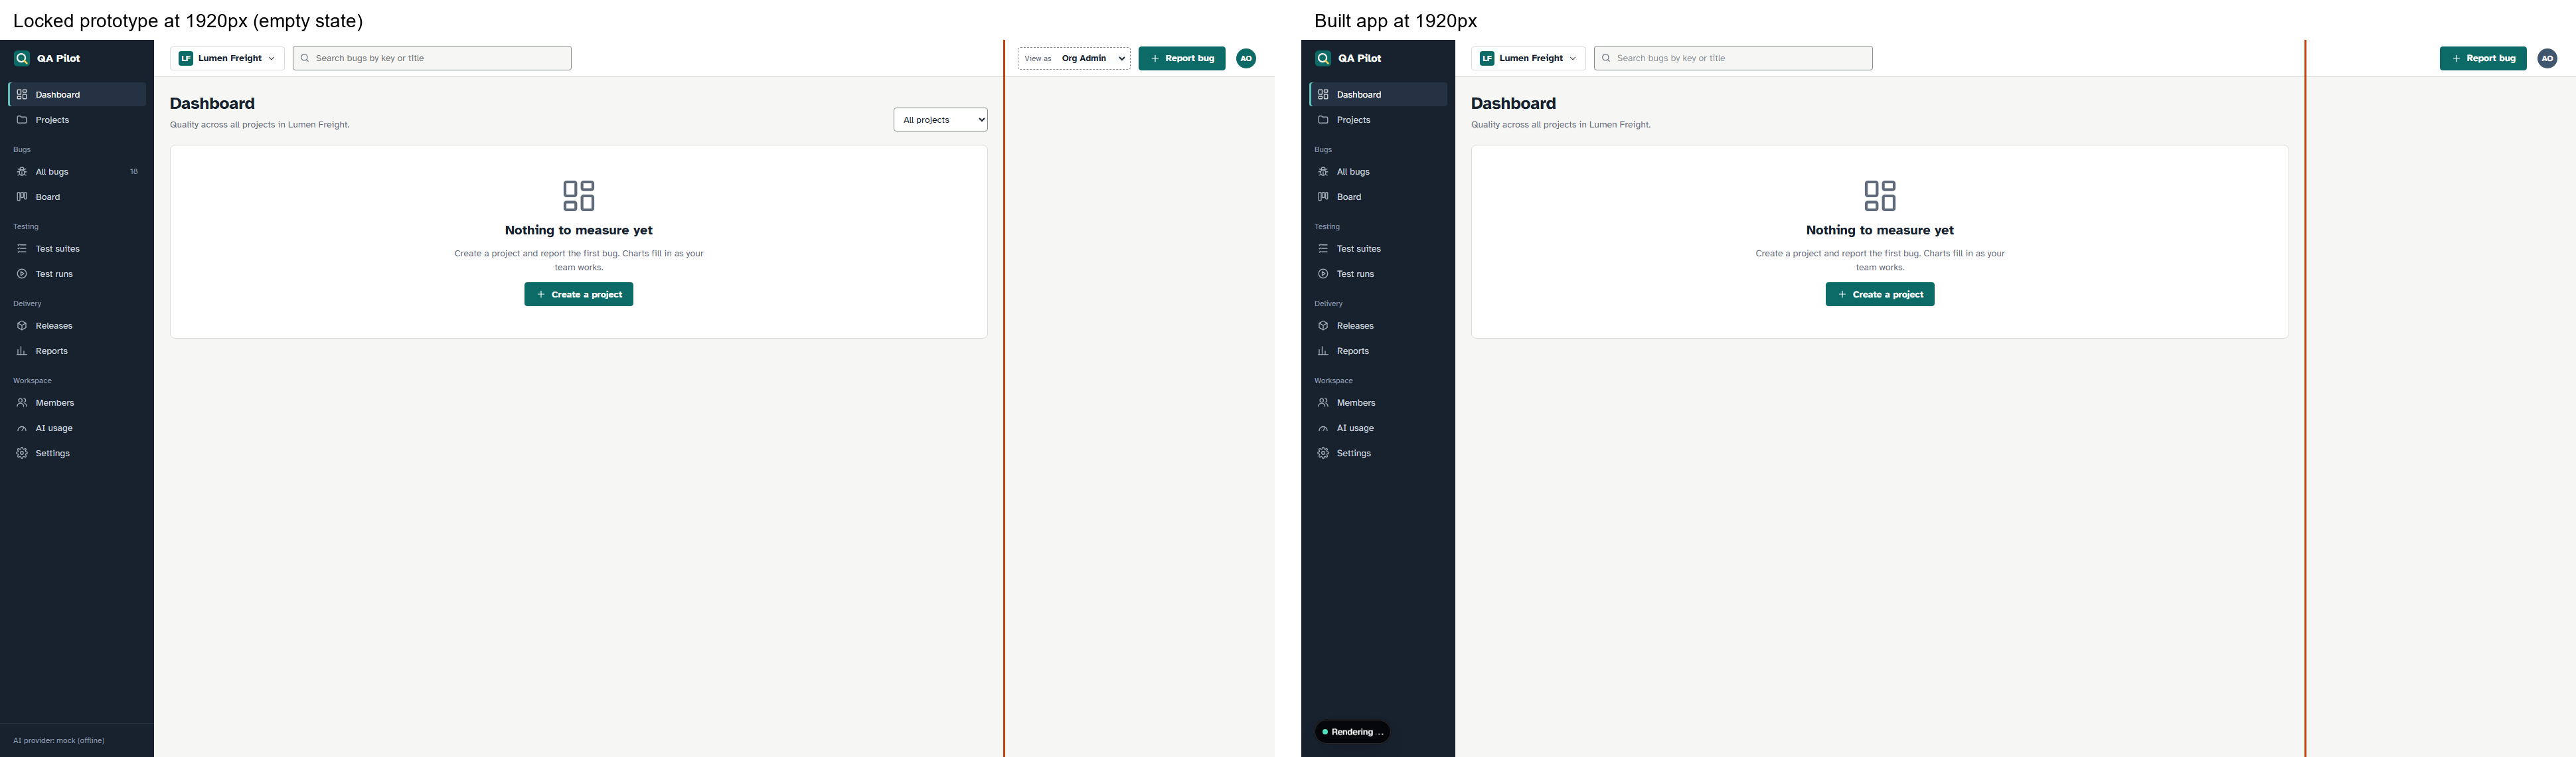 Locked prototype at 1920px (empty state)
QA Pilot
LF Lumen Freight
Search bugs by key or title
View as Org Admin
Report bug
AO
Dashboard
Projects
Bugs
All bugs 18
Board
Testing
Test suites
Test runs
Delivery
Releases
Reports
Workspace
Members
AI usage
Settings
AI provider: mock (offline)
Dashboard
Quality across all projects in Lumen Freight.
All projects
Nothing to measure yet
Create a project and report the first bug. Charts fill in as your
team works.
Create a project
Built app at 1920px
QA Pilot
LF Lumen Freight
Search bugs by key or title
Report bug
AO
Dashboard
Projects
Bugs
All bugs
Board
Testing
Test suites
Test runs
Delivery
Releases
Reports
Workspace
Members
AI usage
Settings
Rendering ...
Dashboard
Quality across all projects in Lumen Freight.
Nothing to measure yet
Create a project and report the first bug. Charts fill in as your
team works.
Create a project